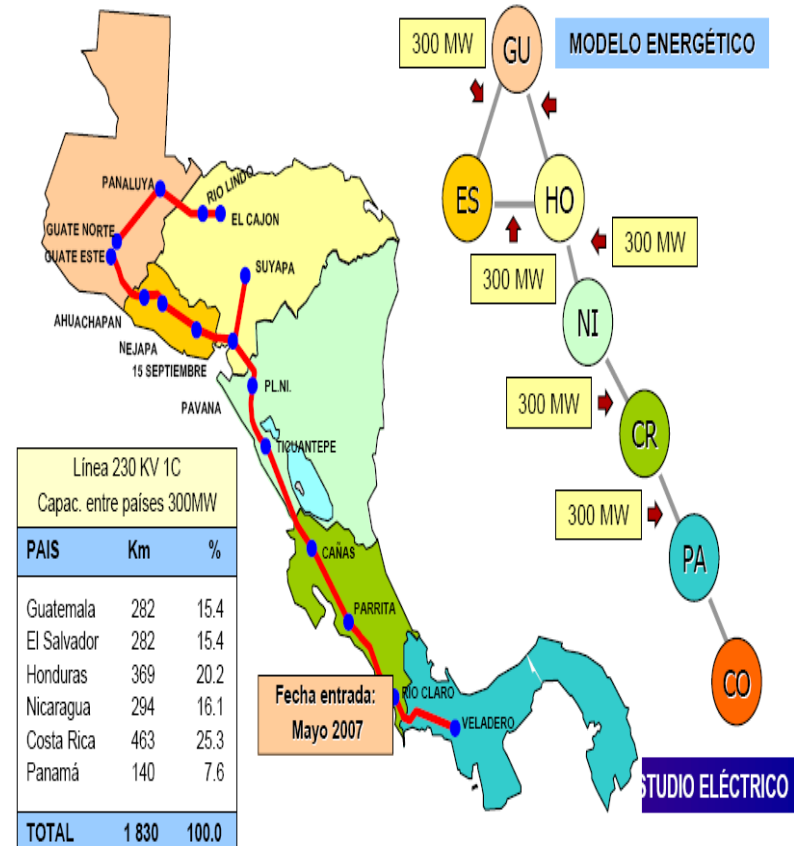 300 MW
GU
MODELO ENERGÉTICO
ES
HO
300 MW
300 MW
NI
300 MW
CR
300 MW
PA
CO
PANALUYA
RIO LINDO
EL CAJON
GUATE NORTE
GUATE ESTE
SUYAPA
AHUACHAPAN
NEJAPA
15 SEPTIEMBRE
PAVANA
PL.NI.
TICUANTEPE
CAÑAS
PARRITA
RIO CLARO
VELADERO
Fecha entrada:
Mayo 2007
Línea 230 KV 1C
Capac. entre países 300MW
PAIS Km %
Guatemala 282 15.4
El Salvador 282 15.4
Honduras 369 20.2
Nicaragua 294 16.1
Costa Rica 463 25.3
Panamá 140 7.6
TOTAL 1 830 100.0
STUDIO ELÉCTRICO